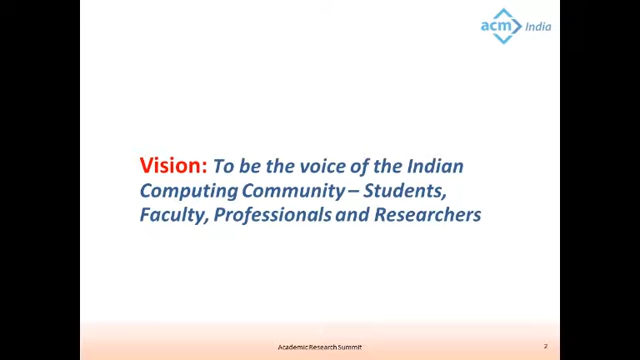 acm India
Vision: To be the voice of the Indian
Computing Community – Students,
Faculty, Professionals and Researchers
Academic Research Summit
2